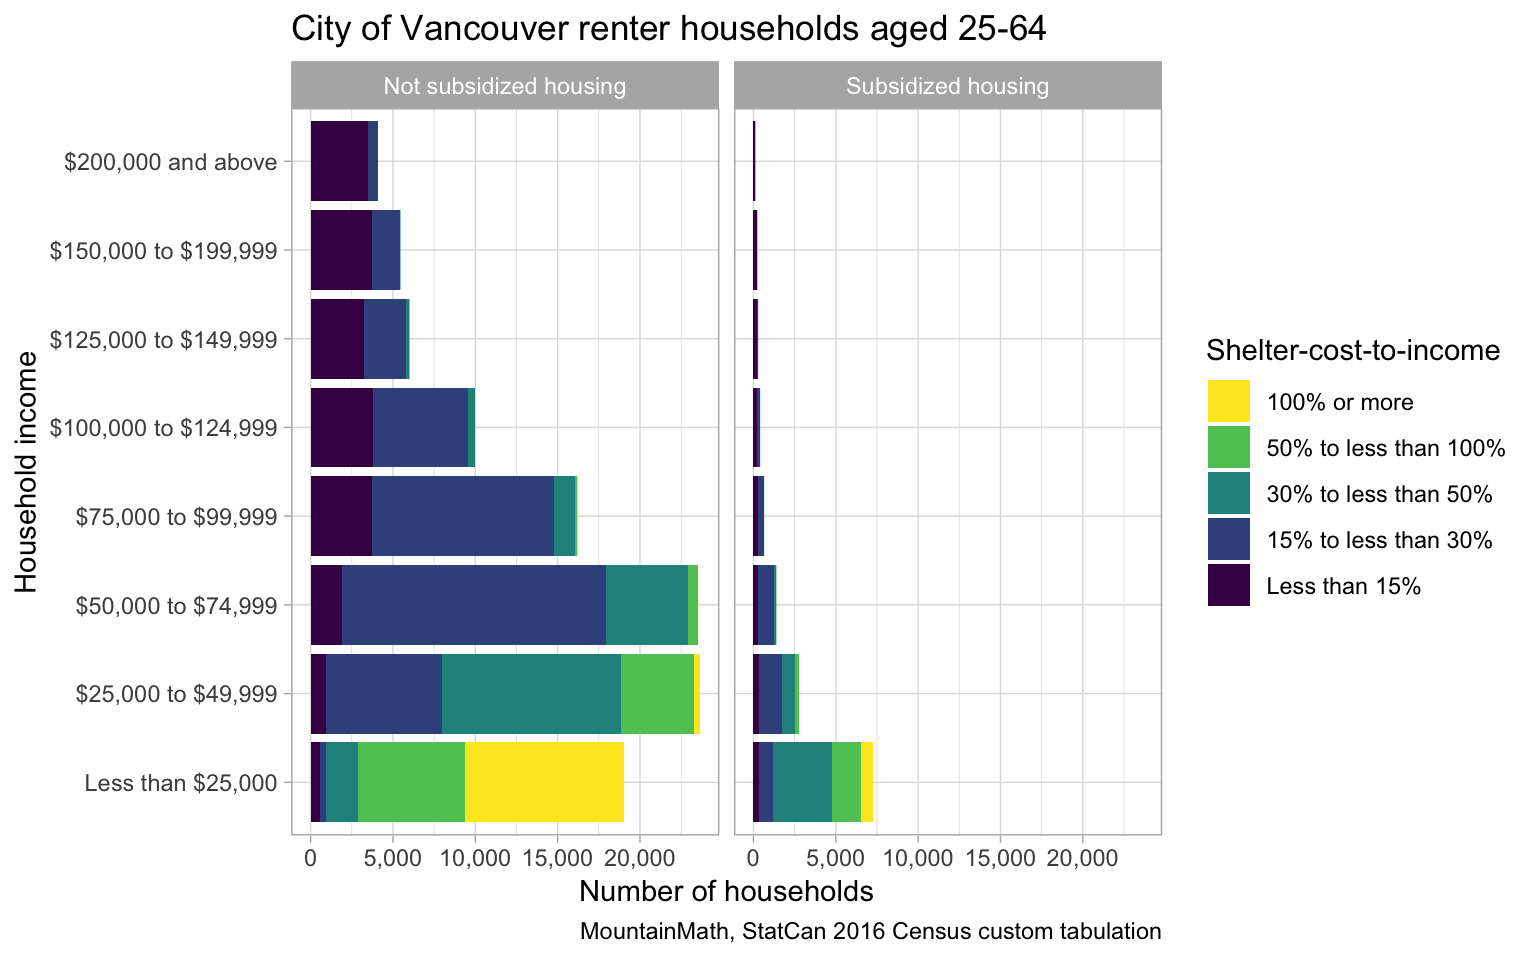 City of Vancouver renter households aged 25-64
Not subsidized housing
Subsidized housing
Household income
$200,000 and above
$150,000 to $199,999
$125,000 to $149,999
$100,000 to $124,999
$75,000 to $99,999
$50,000 to $74,999
$25,000 to $49,999
Less than $25,000
0 5,000 10,000 15,000 20,000
0 5,000 10,000 15,000 20,000
Number of households
Shelter-cost-to-income
100% or more
50% to less than 100%
30% to less than 50%
15% to less than 30%
Less than 15%
MountainMath, StatCan 2016 Census custom tabulation